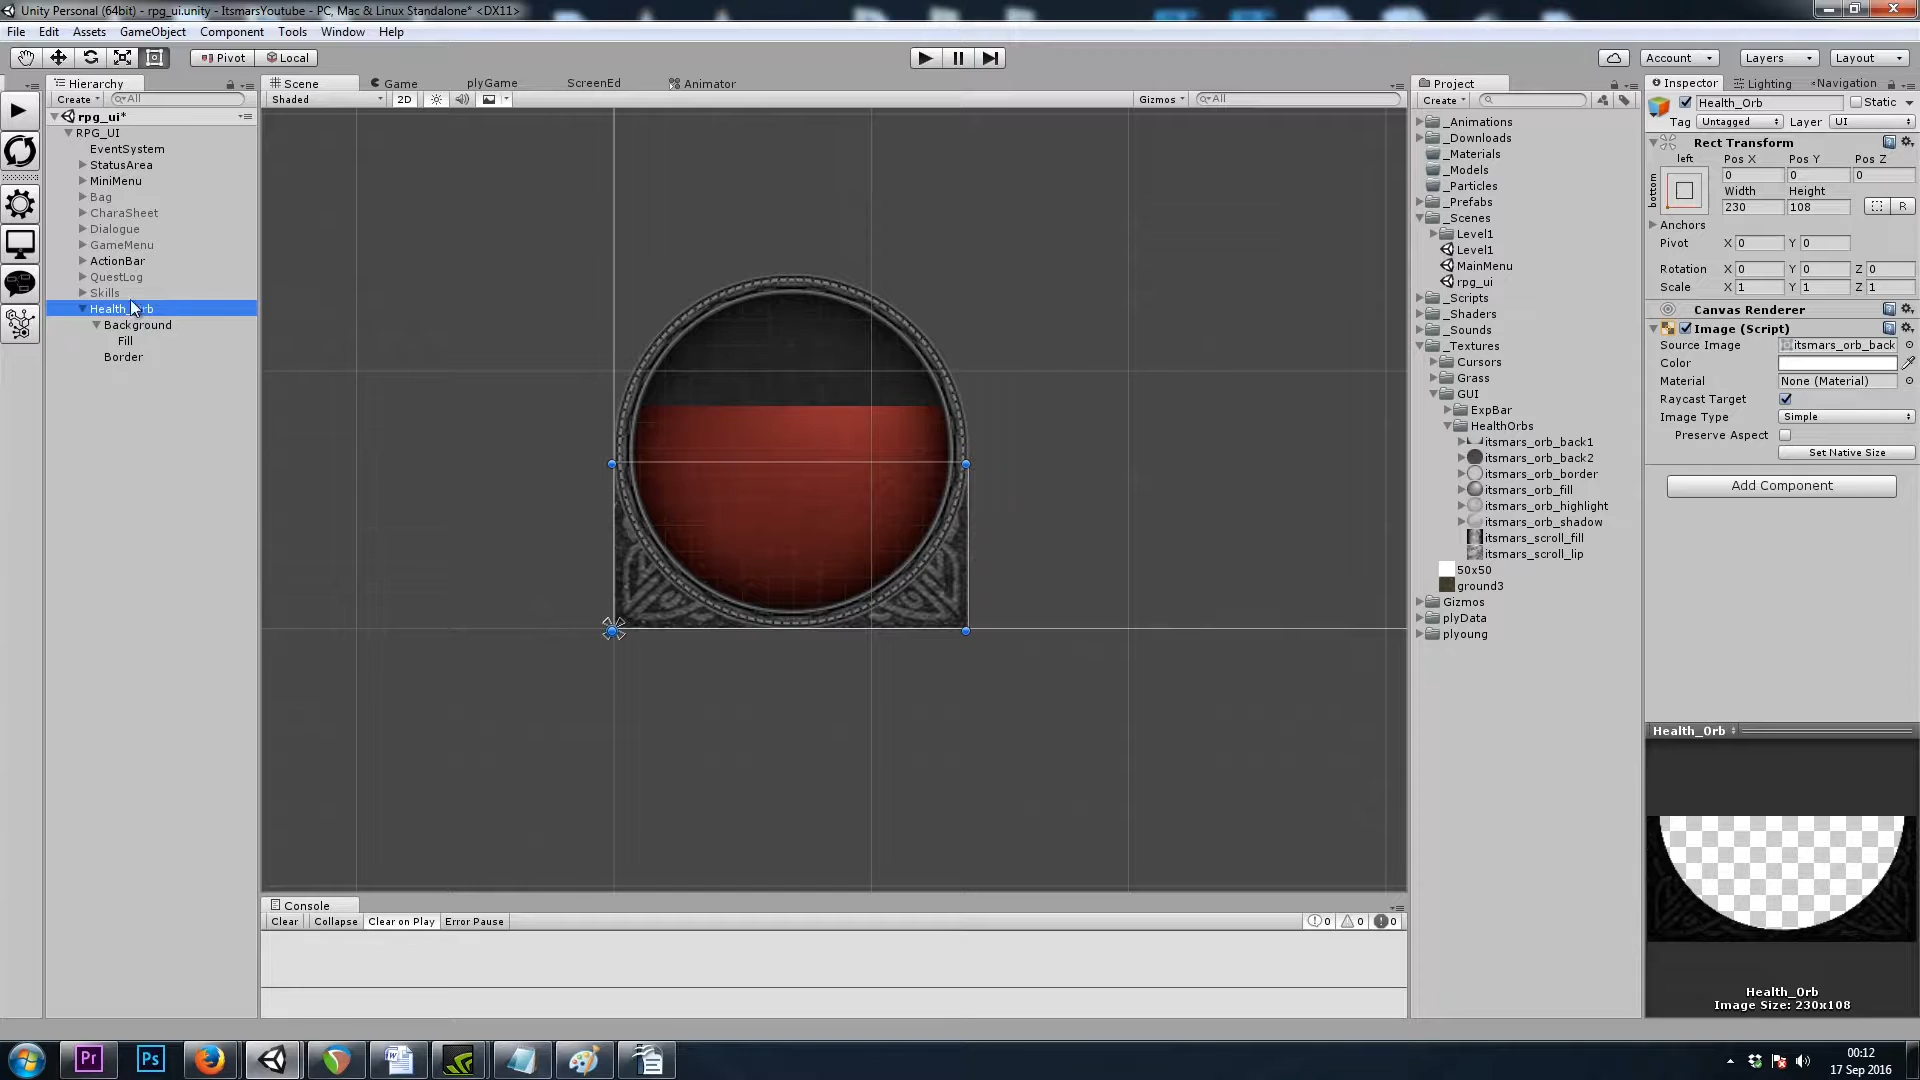 Unity Personal (64bit) - rpg_ui.unity - ItsmarsYoutube - PC, Mac & Linux Standalone* <DX11>
File Edit Assets GameObject Component Tools Window Help
Pivot Local Account Layers Layout
Hierarchy
Create All
rpg_ui*
RPG_UI
EventSystem
StatusArea
MiniMenu
Bag
CharaSheet
Dialogue
GameMenu
ActionBar
QuestLog
Skills
Health_Orb
Background
Fill
Border
Scene Game plyGame ScreenEd Animator
Shaded 2D Gizmos All
Console
Clear Collapse Clear on Play Error Pause 0 0 0
Project
Create
_Animations
_Downloads
_Materials
_Models
_Particles
_Prefabs
_Scenes
Level1
Level1
MainMenu
rpg_ui
_Scripts
_Shaders
_Sounds
_Textures
Cursors
Grass
GUI
ExpBar
HealthOrbs
itsmars_orb_back1
itsmars_orb_back2
itsmars_orb_border
itsmars_orb_fill
itsmars_orb_highlight
itsmars_orb_shadow
itsmars_scroll_fill
itsmars_scroll_lip
50x50
ground3
Gizmos
plyData
plyoung
Inspector Lighting Navigation
Health_Orb Static
Tag Untagged Layer UI
Rect Transform
left Pos X Pos Y Pos Z
bottom 0 0 0
Width Height
230 108 R
Anchors
Pivot X 0 Y 0
Rotation X 0 Y 0 Z 0
Scale X 1 Y 1 Z 1
Canvas Renderer
Image (Script)
Source Image itsmars_orb_back
Color
Material None (Material)
Raycast Target
Image Type Simple
Preserve Aspect
Set Native Size
Add Component
Health_Orb
Health_Orb
Image Size: 230x108
Pr Ps
00:12
17 Sep 2016